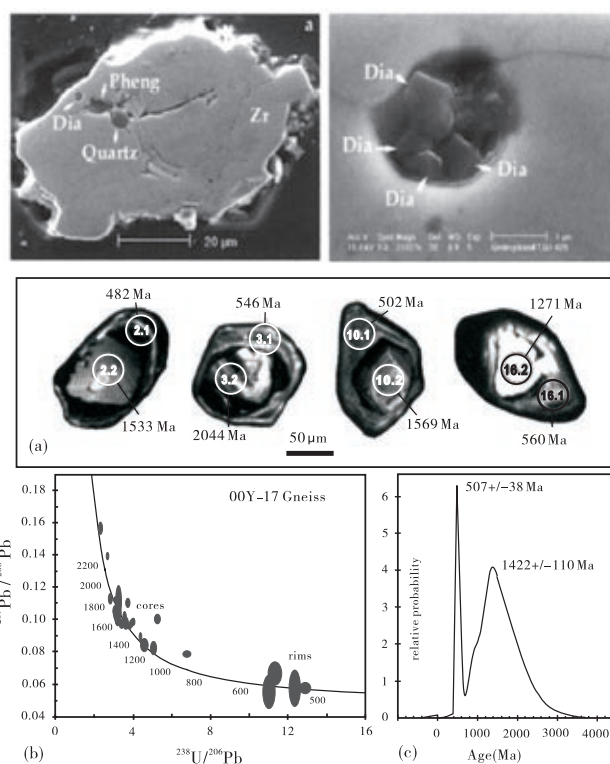 a
Pheng
Dia
Zr
Quartz
20 µm
Dia
Dia
Dia
Dia
482 Ma
546 Ma
502 Ma
1271 Ma
2.1
3.1
10.1
2.2
3.2
10.2
16.2
16.1
1533 Ma
2044 Ma
1569 Ma
560 Ma
(a)
50 µm
0.18
0.16
0.14
0.12
0.10
0.08
0.06
0.04
00Y-17 Gneiss
2200
2000
1800
1600
1400
1200
1000
800
600
500
cores
rims
0 4 8 12 16
(b)
²³⁸U/²⁰⁶Pb
6
5
4
3
2
1
0
relative probability
507+/-38 Ma
1422+/-110 Ma
0 1000 2000 4000
(c)
Age(Ma)